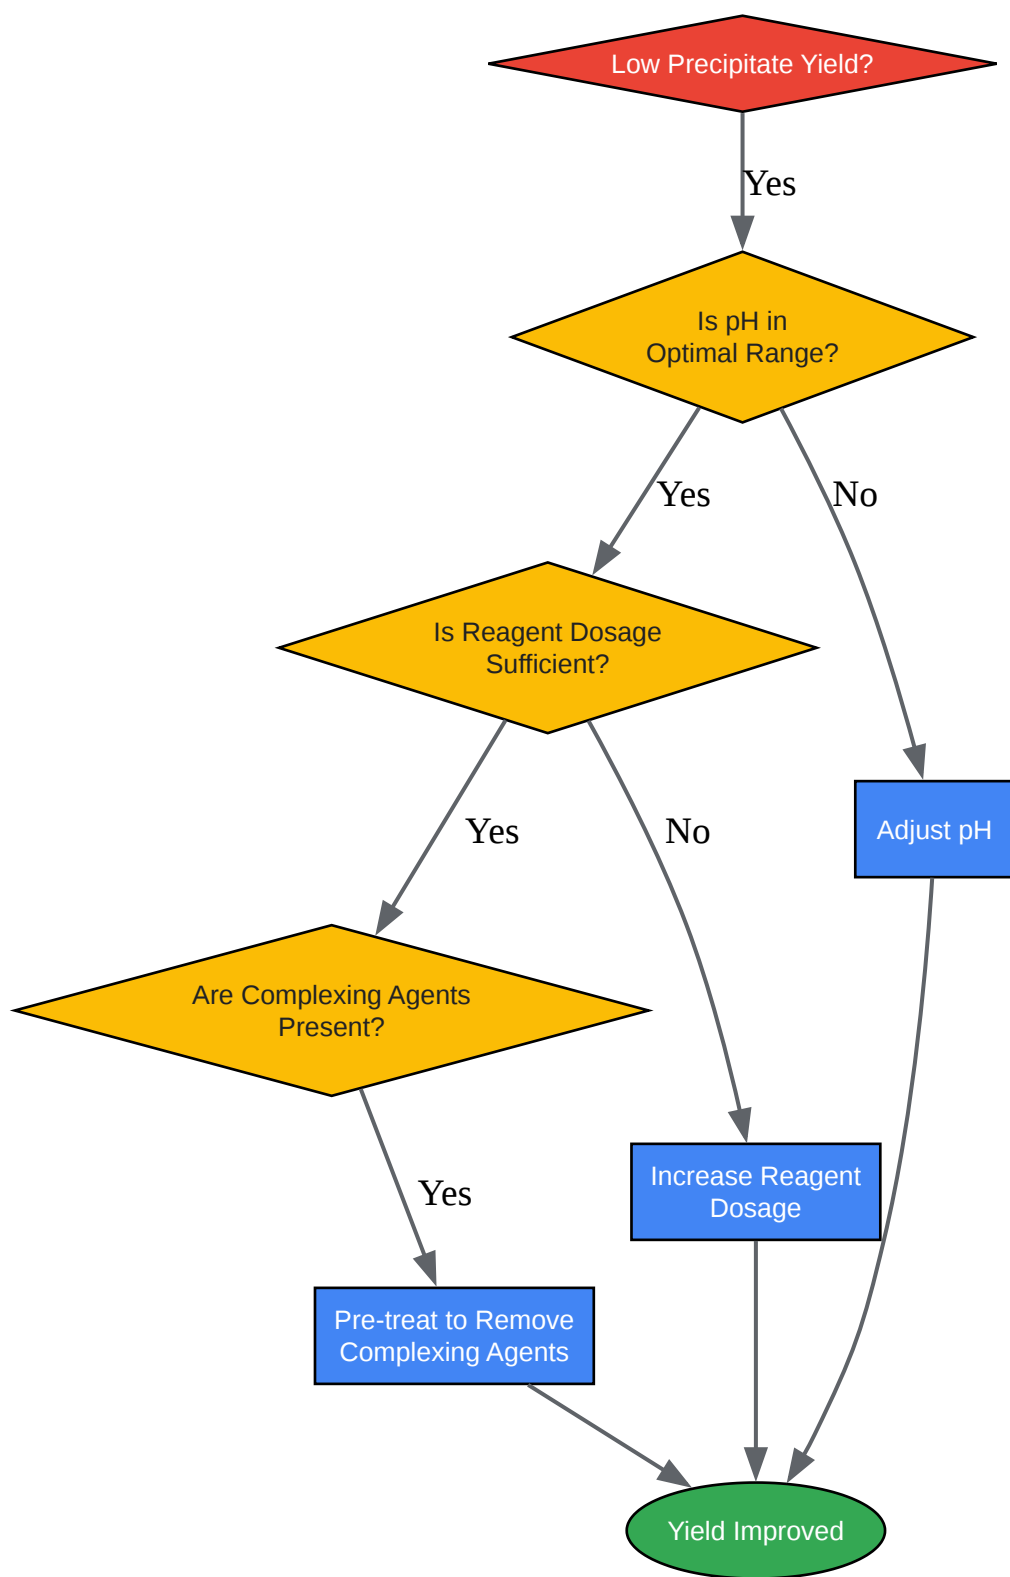 Low Precipitate Yield?
Yes
Is pH in
Optimal Range?
Yes
No
Is Reagent Dosage
Sufficient?
Yes
No
Adjust pH
Are Complexing Agents
Present?
Yes
Increase Reagent
Dosage
Pre-treat to Remove
Complexing Agents
Yield Improved